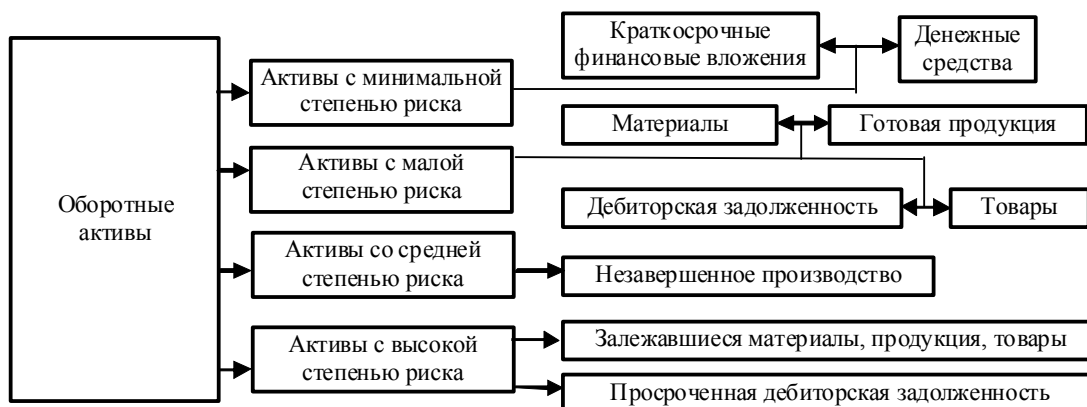 Оборотные
активы
Активы с минимальной
степенью риска
Краткосрочные
финансовые вложения
Денежные
средства
Активы с малой
степенью риска
Материалы
Готовая продукция
Дебиторская задолженность
Товары
Активы со средней
степенью риска
Незавершенное производство
Активы с высокой
степенью риска
Залежавшиеся материалы, продукция, товары
Просроченная дебиторская задолженность